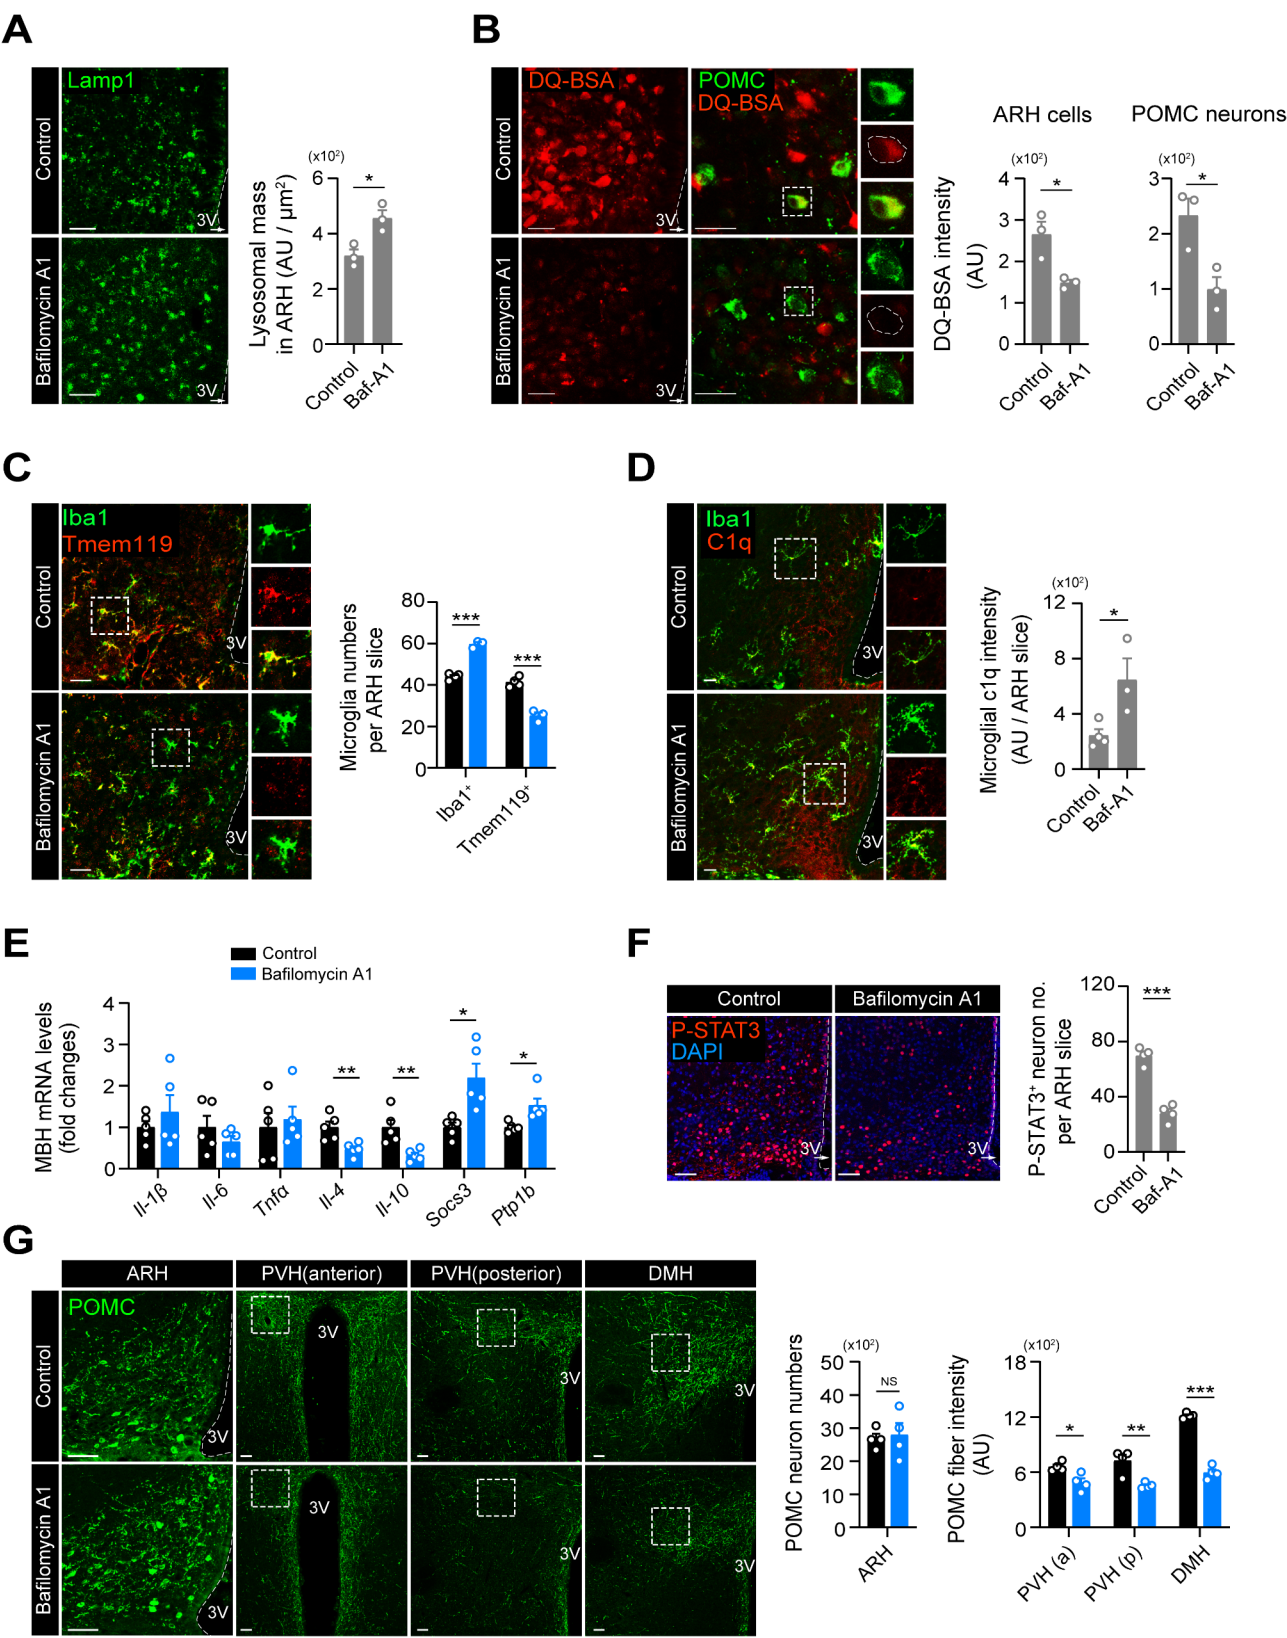 A
Lamp1
Control
3V
Bafilomycin A1
3V
(x10²)
Lysosomal mass
in ARH (AU / µm²)
6
4
2
0
*
Control
Baf-A1
B
DQ-BSA
POMC
DQ-BSA
Control
3V
Bafilomycin A1
3V
ARH cells
POMC neurons
(x10²)
(x10²)
DQ-BSA intensity
(AU)
4
3
2
1
0
*
Control
Baf-A1
3
2
1
0
*
Control
Baf-A1
C
Iba1
Tmem119
Control
3V
Bafilomycin A1
3V
Microglia numbers
per ARH slice
80
60
40
20
0
***
***
Iba1⁺
Tmem119⁺
D
Iba1
C1q
Control
3V
Bafilomycin A1
3V
(x10²)
Microglial c1q intensity
(AU / ARH slice)
12
8
4
0
*
Control
Baf-A1
E
Control
Bafilomycin A1
MBH mRNA levels
(fold changes)
4
3
2
1
0
**
**
*
*
Il-1β
Il-6
Tnfα
Il-4
Il-10
Socs3
Ptp1b
F
Control
Bafilomycin A1
P-STAT3
DAPI
3V
3V
P-STAT3⁺ neuron no.
per ARH slice
120
80
40
0
***
Control
Baf-A1
G
ARH
PVH(anterior)
PVH(posterior)
DMH
POMC
Control
3V
3V
3V
3V
Bafilomycin A1
3V
3V
3V
3V
(x10²)
POMC neuron numbers
50
40
30
20
10
0
NS
ARH
(x10²)
POMC fiber intensity
(AU)
18
12
6
0
*
**
***
PVH (a)
PVH (p)
DMH